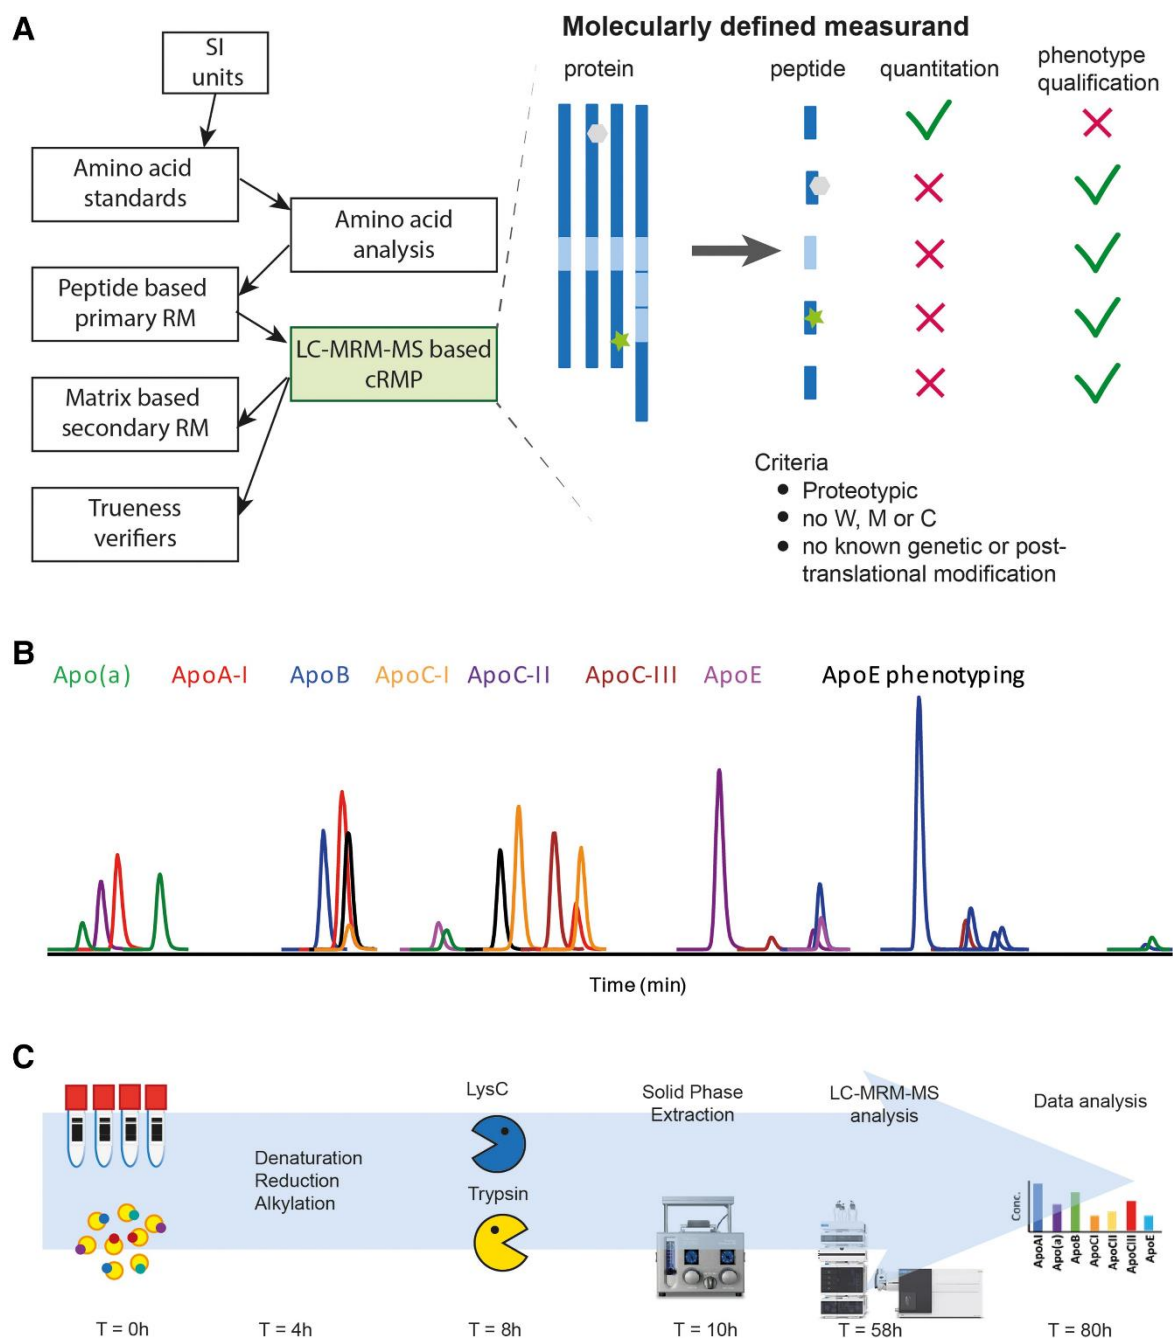 A
SI
units
Amino acid
standards
Amino acid
analysis
Peptide based
primary RM
LC-MRM-MS based
cRMP
Matrix based
secondary RM
Trueness
verifiers
Molecularly defined measurand
protein
peptide
quantitation
phenotype
qualification
Criteria
● Proteotypic
● no W, M or C
● no known genetic or post-
translational modification
B
Apo(a) ApoA-I ApoB ApoC-I ApoC-II ApoC-III ApoE ApoE phenotyping
Time (min)
C
Denaturation
Reduction
Alkylation
LysC
Trypsin
Solid Phase
Extraction
LC-MRM-MS
analysis
Data analysis
Conc.
ApoAI
Apo(a)
ApoB
ApoCI
ApoCII
ApoCIII
ApoE
T = 0h T = 4h T = 8h T = 10h T = 58h T = 80h